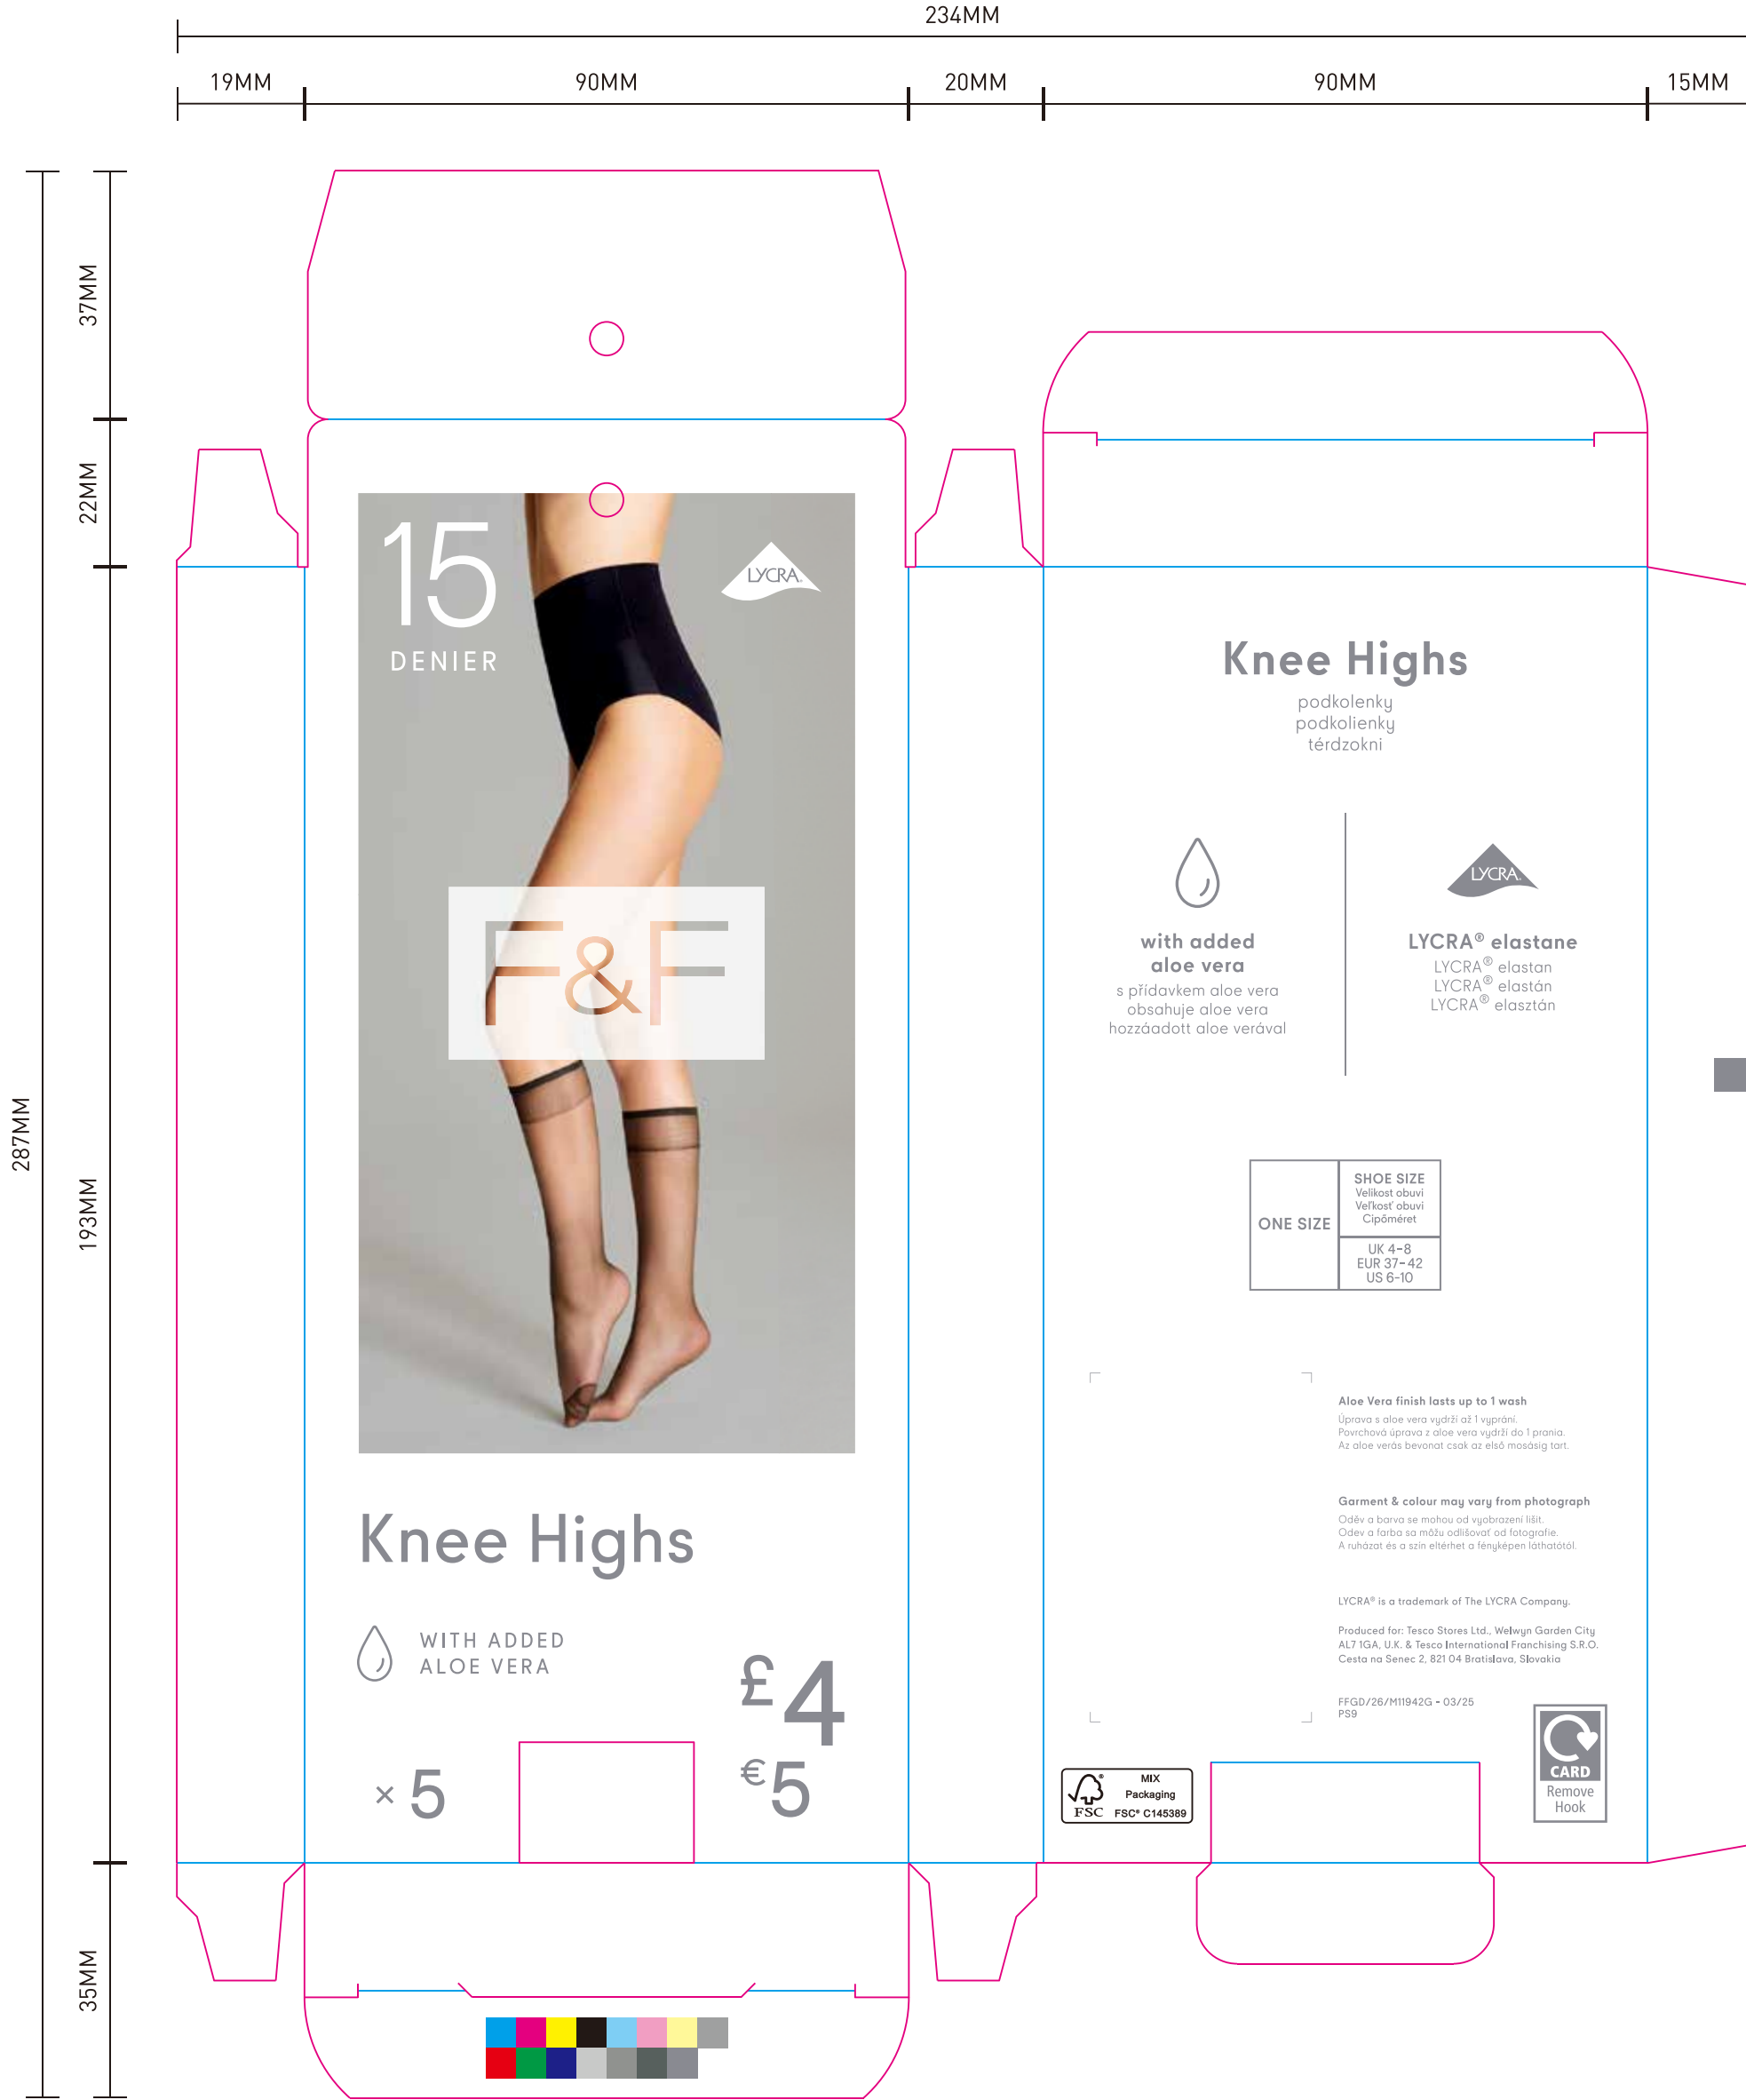 234MM
19MM
90MM
20MM
90MM
15MM
287MM
37MM
22MM
193MM
35MM
15
DENIER
LYCRA®
F&F
Knee Highs
WITH ADDED
ALOE VERA
£4
€5
× 5
Knee Highs
podkolenky
podkolienky
térdzokni
with added
aloe vera
s přídavkem aloe vera
obsahuje aloe vera
hozzáadott aloe verával
LYCRA®
LYCRA® elastane
LYCRA® elastan
LYCRA® elastán
LYCRA® elasztán
ONE SIZE
SHOE SIZE
Velikost obuvi
Veľkosť obuvi
Cipőméret
UK 4-8
EUR 37-42
US 6-10
Aloe Vera finish lasts up to 1 wash
Úprava s aloe vera vydrží až 1 vyprání.
Povrchová úprava z aloe vera vydrží do 1 prania.
Az aloe verás bevonat csak az első mosásig tart.
Garment & colour may vary from photograph
Oděv a barva se mohou od vyobrazení lišit.
Odev a farba sa môžu odlišovať od fotografie.
A ruházat és a szín eltérhet a fényképen láthatótól.
LYCRA® is a trademark of The LYCRA Company.
Produced for: Tesco Stores Ltd., Welwyn Garden City
AL7 1GA, U.K. & Tesco International Franchising S.R.O.
Cesta na Senec 2, 821 04 Bratislava, Slovakia
FFGD/26/M11942G - 03/25
PS9
FSC®
MIX
Packaging
FSC® C145389
CARD
Remove
Hook